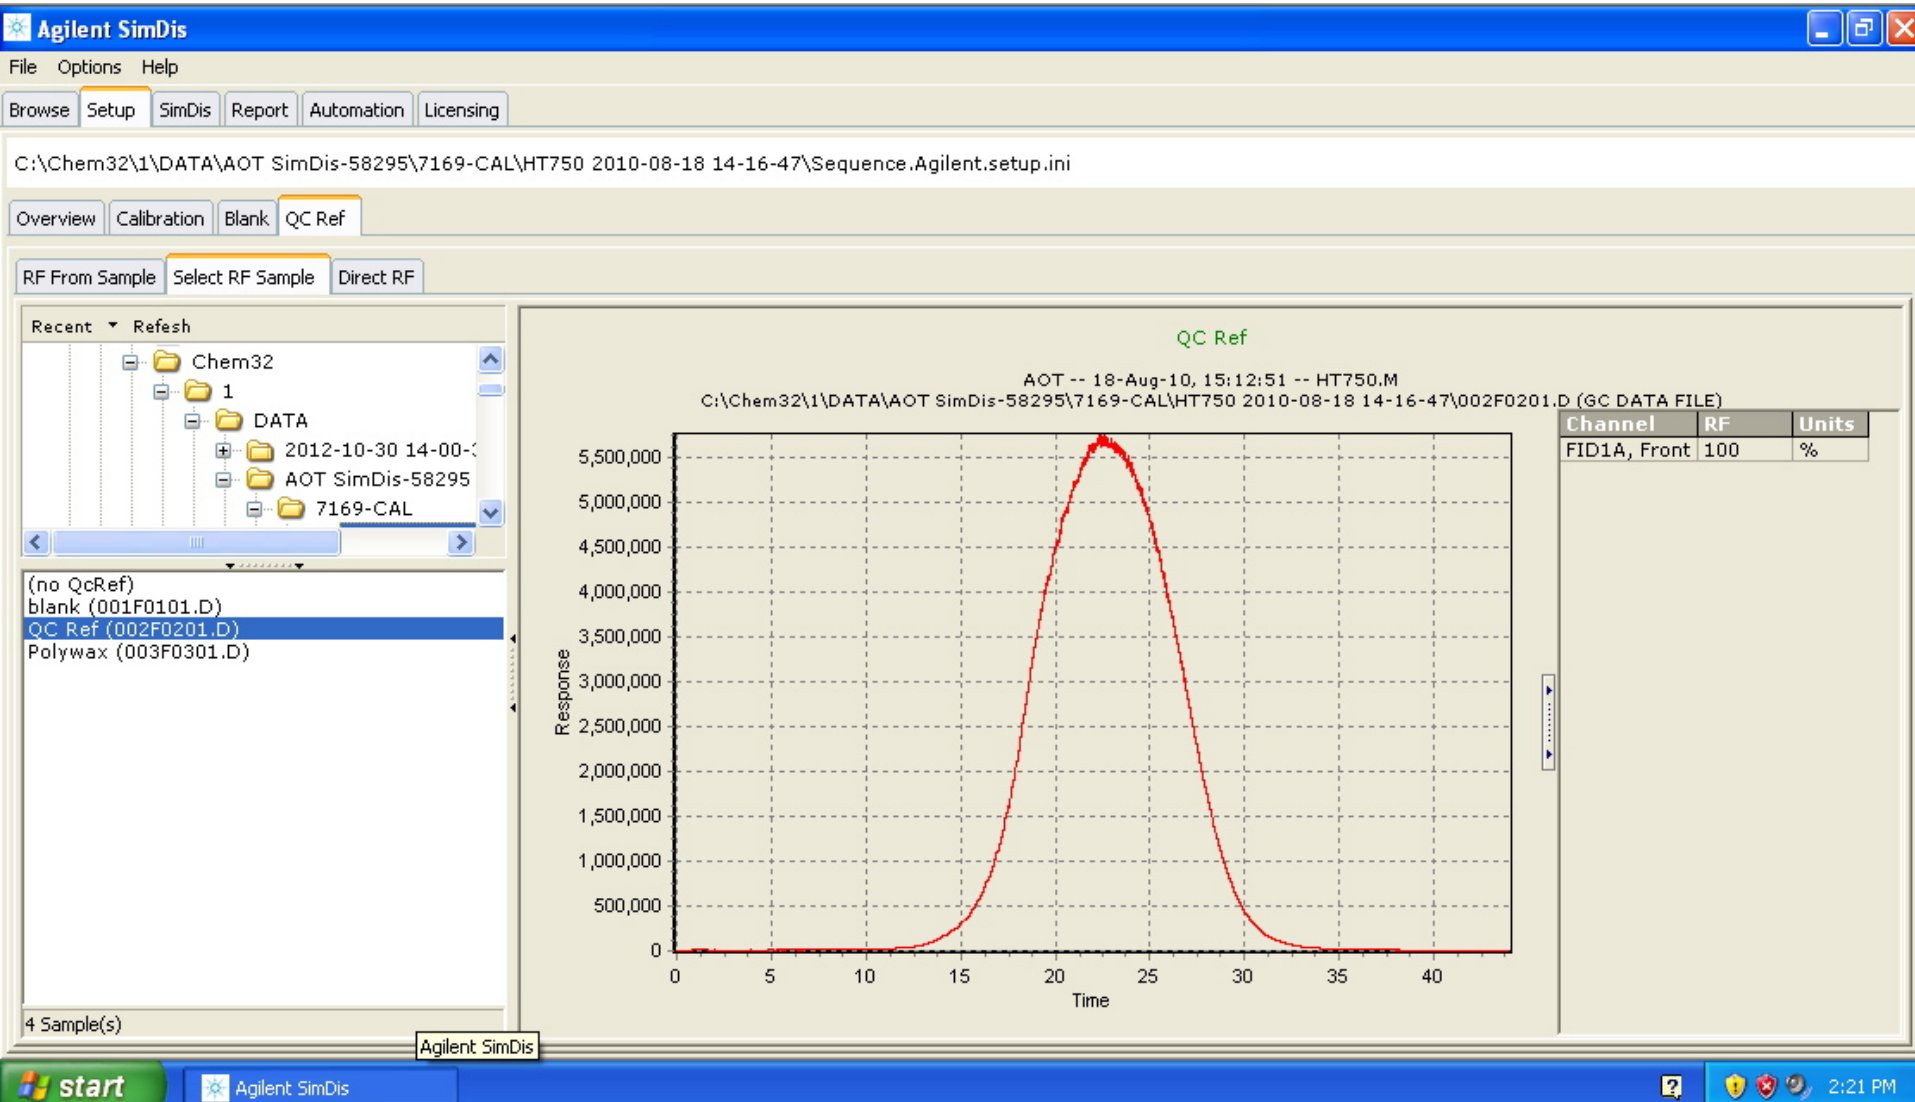 Agilent SimDis
File Options Help
Browse Setup SimDis Report Automation Licensing
C:\Chem32\1\DATA\AOT SimDis-58295\7169-CAL\HT750 2010-08-18 14-16-47\Sequence.Agilent.setup.ini
Overview Calibration Blank QC Ref
RF From Sample Select RF Sample Direct RF
Recent Refesh
Chem32
1
DATA
2012-10-30 14-00-
AOT SimDis-58295
7169-CAL
(no QcRef)
blank (001F0101.D)
QC Ref (002F0201.D)
Polywax (003F0301.D)
4 Sample(s)
Agilent SimDis
QC Ref
AOT -- 18-Aug-10, 15:12:51 -- HT750.M
C:\Chem32\1\DATA\AOT SimDis-58295\7169-CAL\HT750 2010-08-18 14-16-47\002F0201.D (GC DATA FILE)
Response
5,500,000
5,000,000
4,500,000
4,000,000
3,500,000
3,000,000
2,500,000
2,000,000
1,500,000
1,000,000
500,000
0
0 5 10 15 20 25 30 35 40
Time
Channel RF Units
FID1A, Front 100 %
start Agilent SimDis 2:21 PM